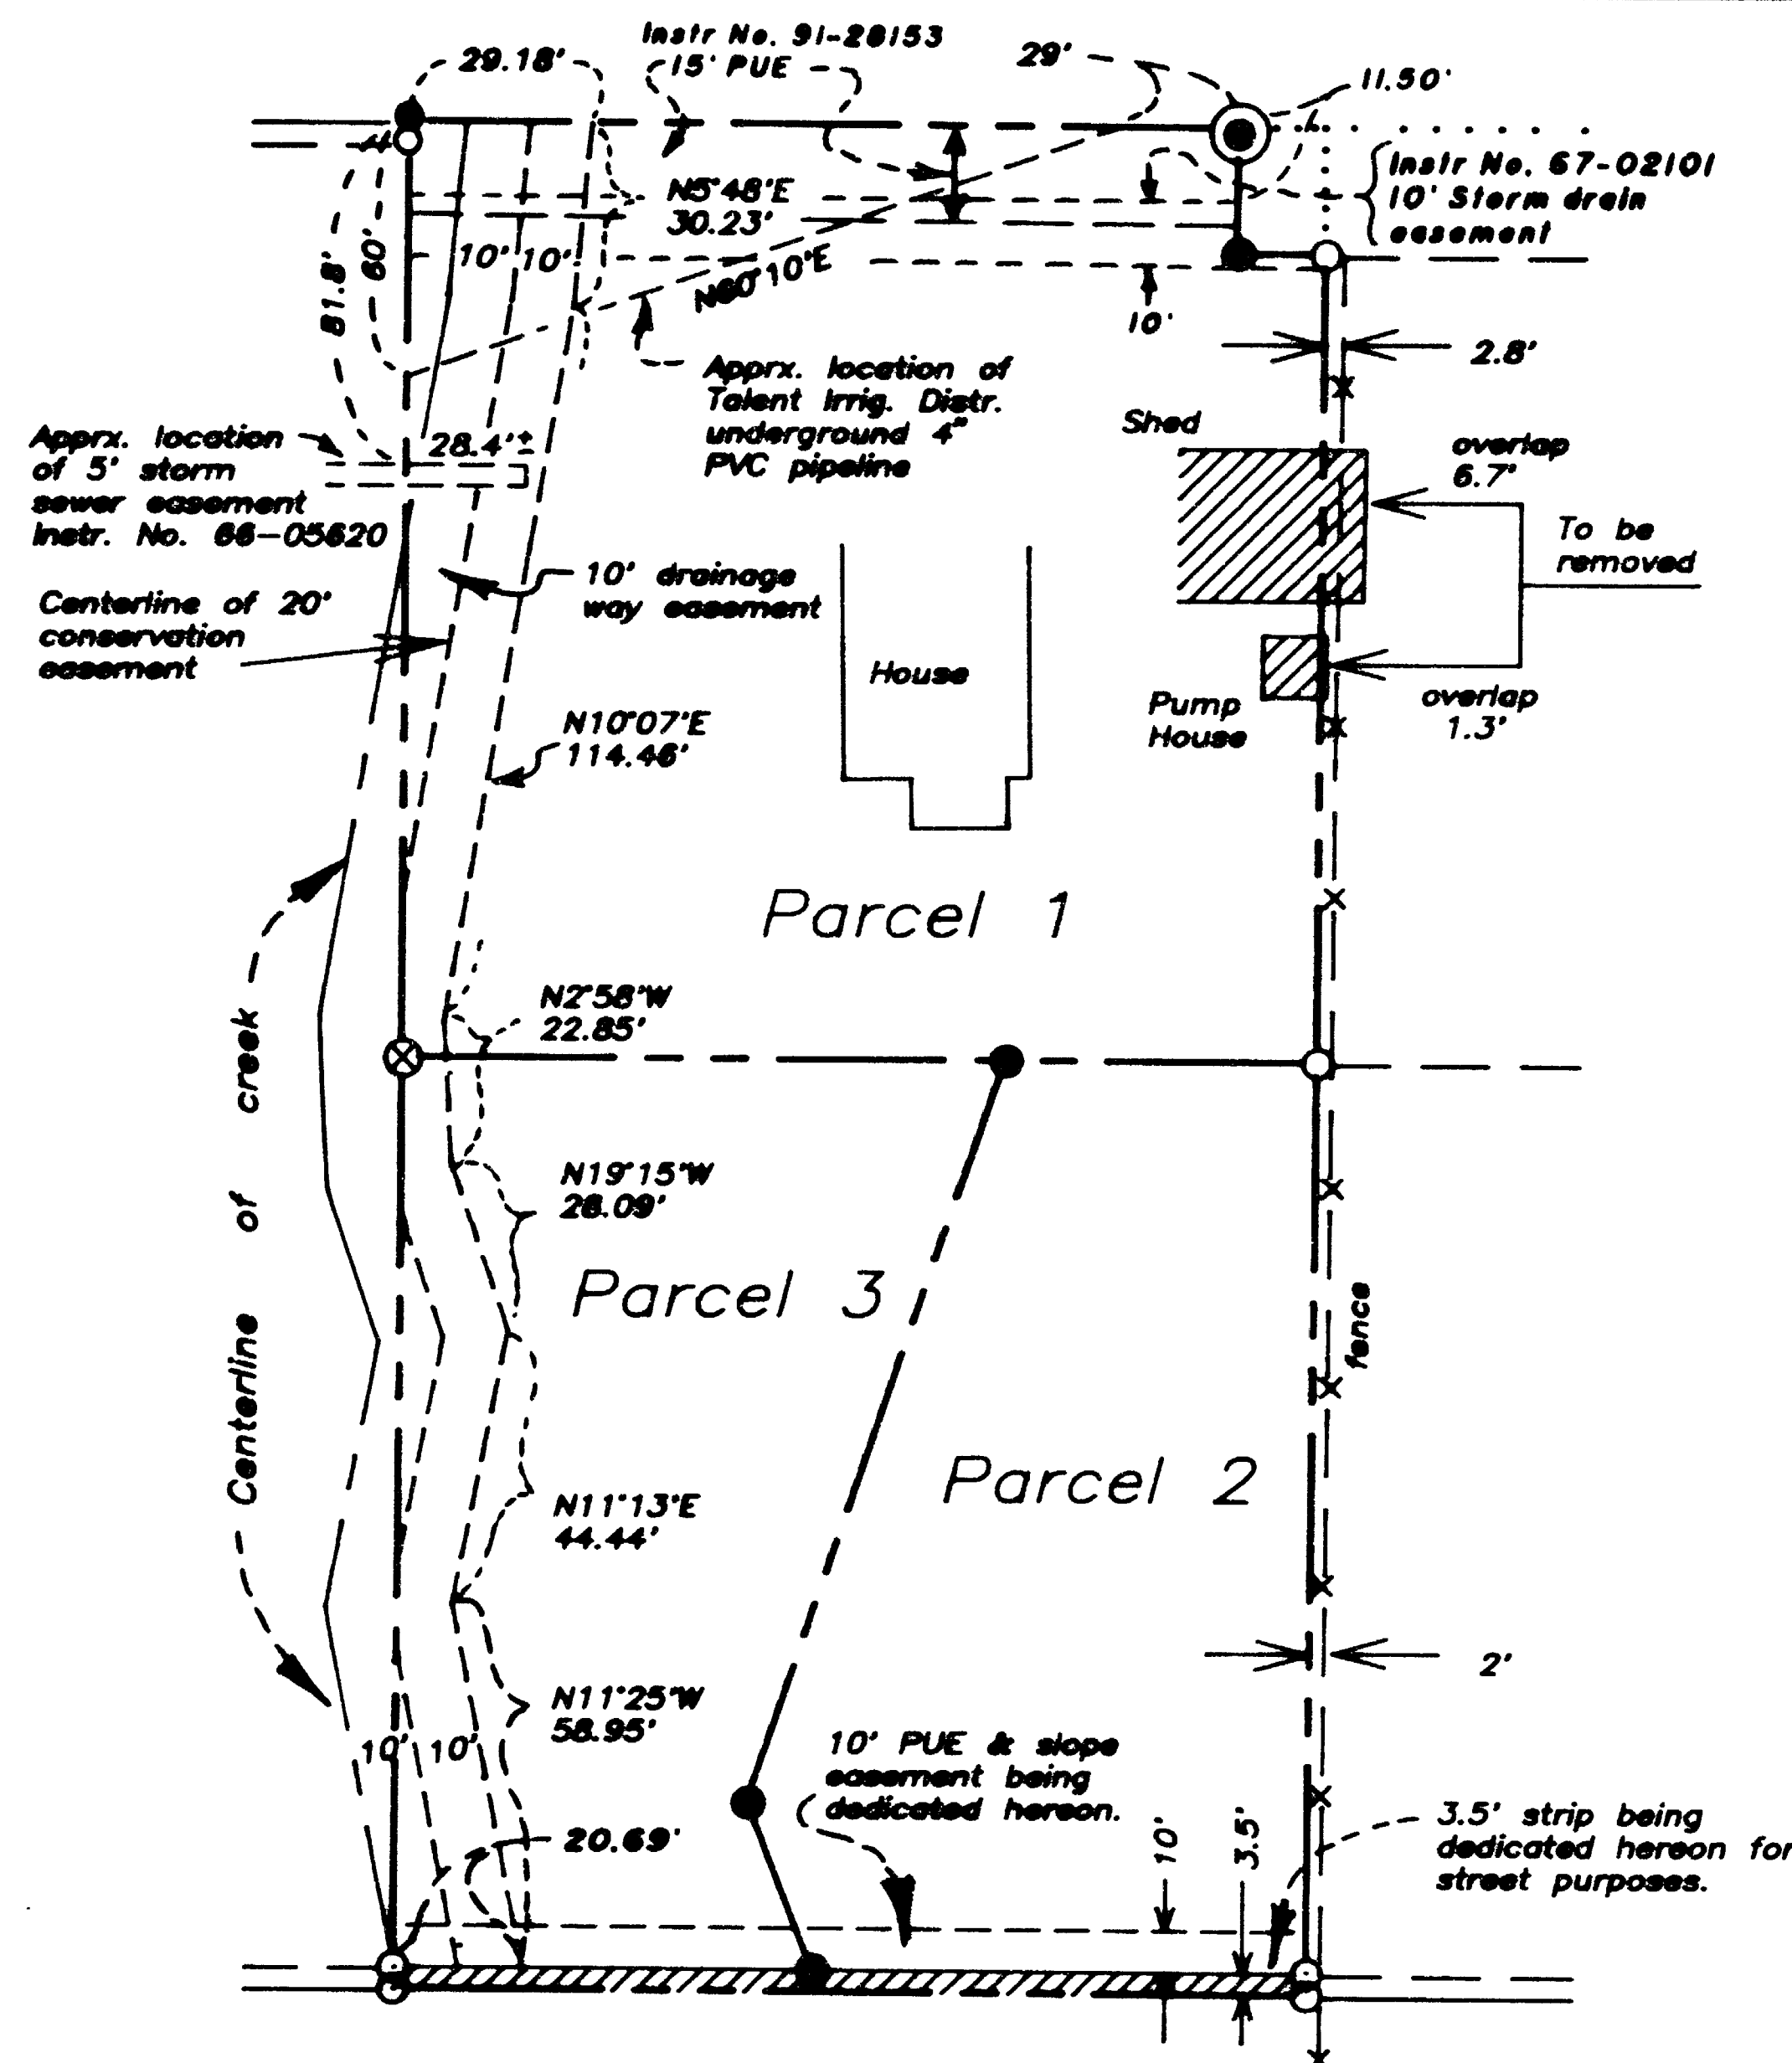 Instr No. 91-28153
29.18'
15' PUE
29'
11.50'
Instr No. 67-02101
10' Storm drain
easement
N5°48'E
30.23'
10' 10'
N60°10'E
81.8'
60'
10'
2.8'
Apprx. location of
Talent Irrig. Distr.
underground 4"
PVC pipeline
Shed
overlap
6.7'
To be
removed
Apprx. location
of 5' storm
sewer easement
Instr. No. 66-05620
28.4'±
10' drainage
way easement
Centerline of 20'
conservation
easement
House
Pump
House
overlap
1.3'
N10°07'E
114.46'
Parcel 1
N2°58'W
22.85'
Centerline of creek
N19°15'W
28.09'
Parcel 3
fence
Parcel 2
N11°13'E
44.44'
2'
N11°25'W
58.95'
10' 10'
10' PUE & slope
easement being
dedicated hereon.
20.69'
10'
3.5'
3.5' strip being
dedicated hereon for
street purposes.